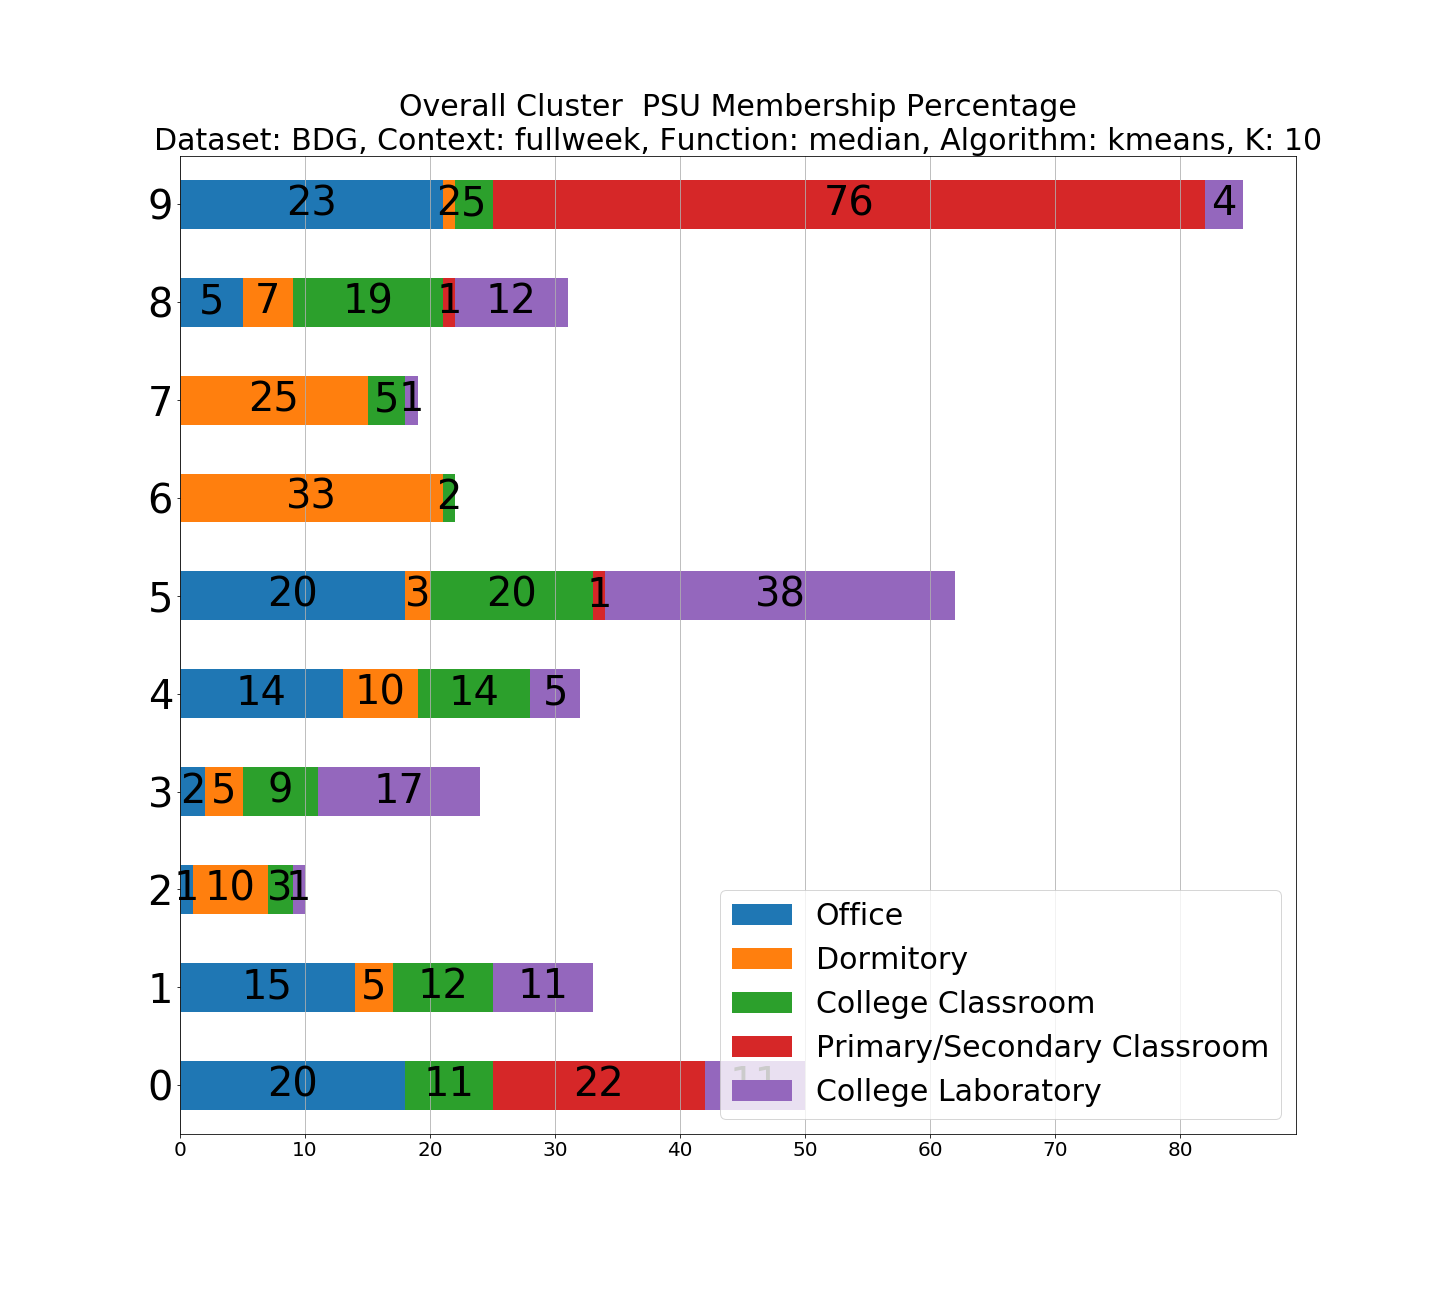 Overall Cluster  PSU Membership Percentage
Dataset: BDG, Context: fullweek, Function: median, Algorithm: kmeans, K: 10
9 23 2 5 76 4
8 5 7 19 1 12
7 25 5 1
6 33 2
5 20 3 20 1 38
4 14 10 14 5
3 2 5 9 17
2 1 10 3 1
1 15 5 12 11
0 20 11 22 11
Office
Dormitory
College Classroom
Primary/Secondary Classroom
College Laboratory
0 10 20 30 40 50 60 70 80